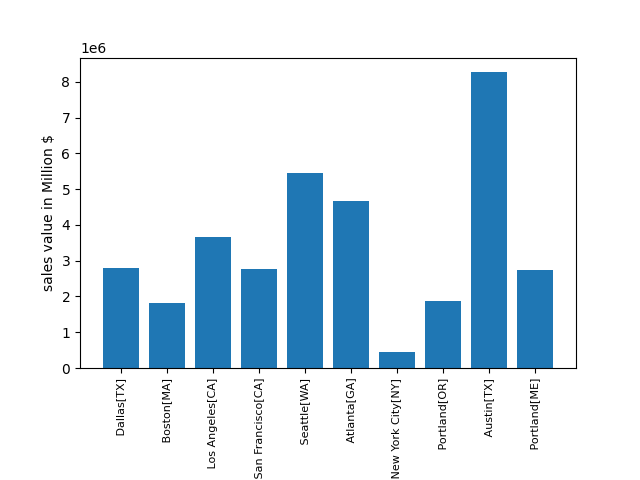 1e6
sales value in Million $
8
7
6
5
4
3
2
1
0
Dallas[TX]
Boston[MA]
Los Angeles[CA]
San Francisco[CA]
Seattle[WA]
Atlanta[GA]
New York City[NY]
Portland[OR]
Austin[TX]
Portland[ME]